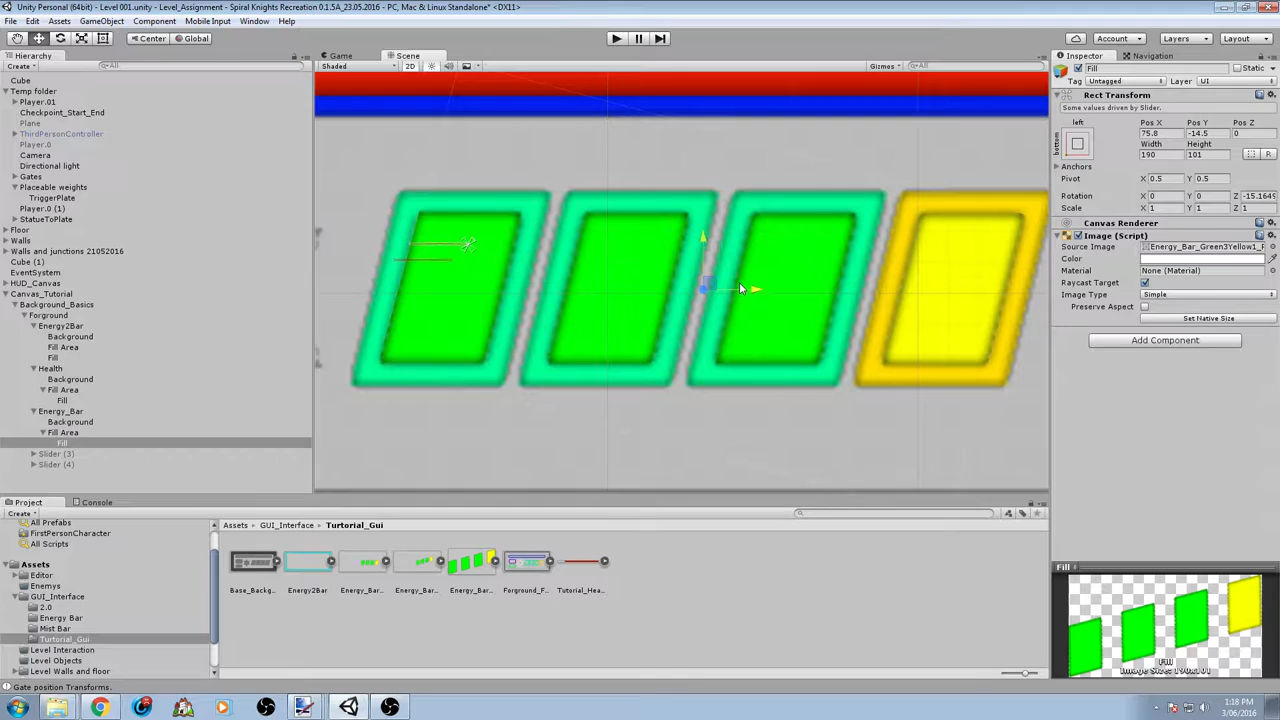 Unity Personal (64bit) - Level 001.unity - Level_Assignment - Spiral Knights Recreation 0.1.5A_23.05.2016 - PC, Mac & Linux Standalone* <DX11>
File Edit Assets GameObject Component Mobile Input Window Help
Center Global Account Layers Layout
Hierarchy Game Scene Inspector Navigation
Create All Shaded 2D Gizmos All Fill Static
Tag Untagged Layer UI
Cube
Temp folder
Player.01
Checkpoint_Start_End
Plane
ThirdPersonController
Player.0
Camera
Directional light
Gates
Placeable weights
TriggerPlate
Player.0 (1)
StatueToPlate
Floor
Walls
Walls and junctions 21052016
Cube (1)
EventSystem
HUD_Canvas
Canvas_Tutorial
Background_Basics
Forground
Energy2Bar
Background
Fill Area
Fill
Health
Background
Fill Area
Fill
Energy_Bar
Background
Fill Area
Fill
Slider (3)
Slider (4)
Rect Transform
Some values driven by Slider.
left Pos X Pos Y Pos Z
bottom 75.8 -14.5 0
Width Height
190 101 R
Anchors
Pivot X 0.5 Y 0.5
Rotation X 0 Y 0 Z -15.1649
Scale X 1 Y 1 Z 1
Canvas Renderer
Image (Script)
Source Image Energy_Bar_Green3Yellow1_F
Color
Material None (Material)
Raycast Target
Image Type Simple
Preserve Aspect
Set Native Size
Add Component
Project Console
Create
All Prefabs
FirstPersonCharacter
All Scripts
Assets
Editor
Enemys
GUI_Interface
2.0
Energy Bar
Mist Bar
Turtorial_Gui
Level Interaction
Level Objects
Level Walls and floor
Assets GUI_Interface Turtorial_Gui
Base_Backg... Energy2Bar Energy_Bar... Energy_Bar... Energy_Bar... Forground_F... Tutorial_Hea...
Fill
Fill
Image Size: 190x101
Gate position Transforms.
1:18 PM
3/06/2016